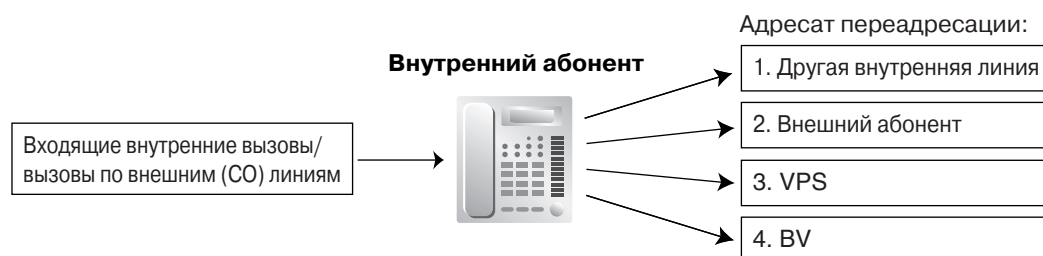 Адресат переадресации:
Внутренний абонент
1. Другая внутренняя линия
2. Внешний абонент
Входящие внутренние вызовы/
вызовы по внешним (CO) линиям
3. VPS
4. BV